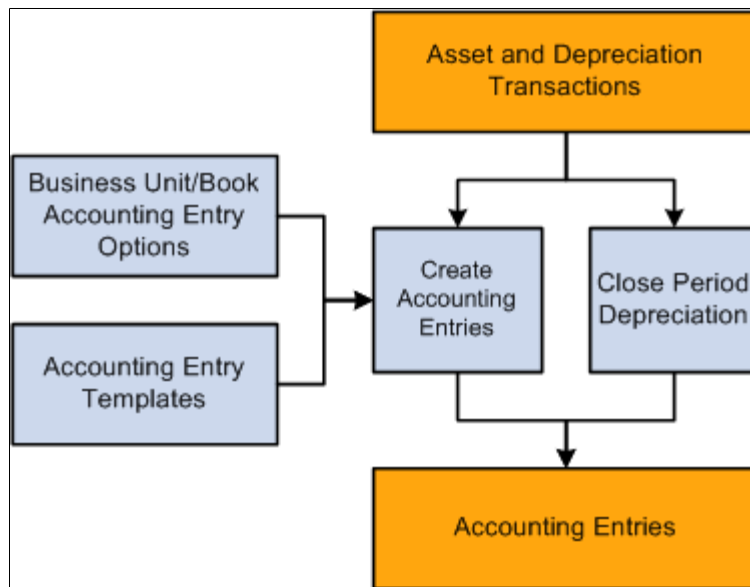 Asset and Depreciation
Transactions
Business Unit/Book
Accounting Entry
Options
Create
Accounting
Entries
Close Period
Depreciation
Accounting Entry
Templates
Accounting Entries